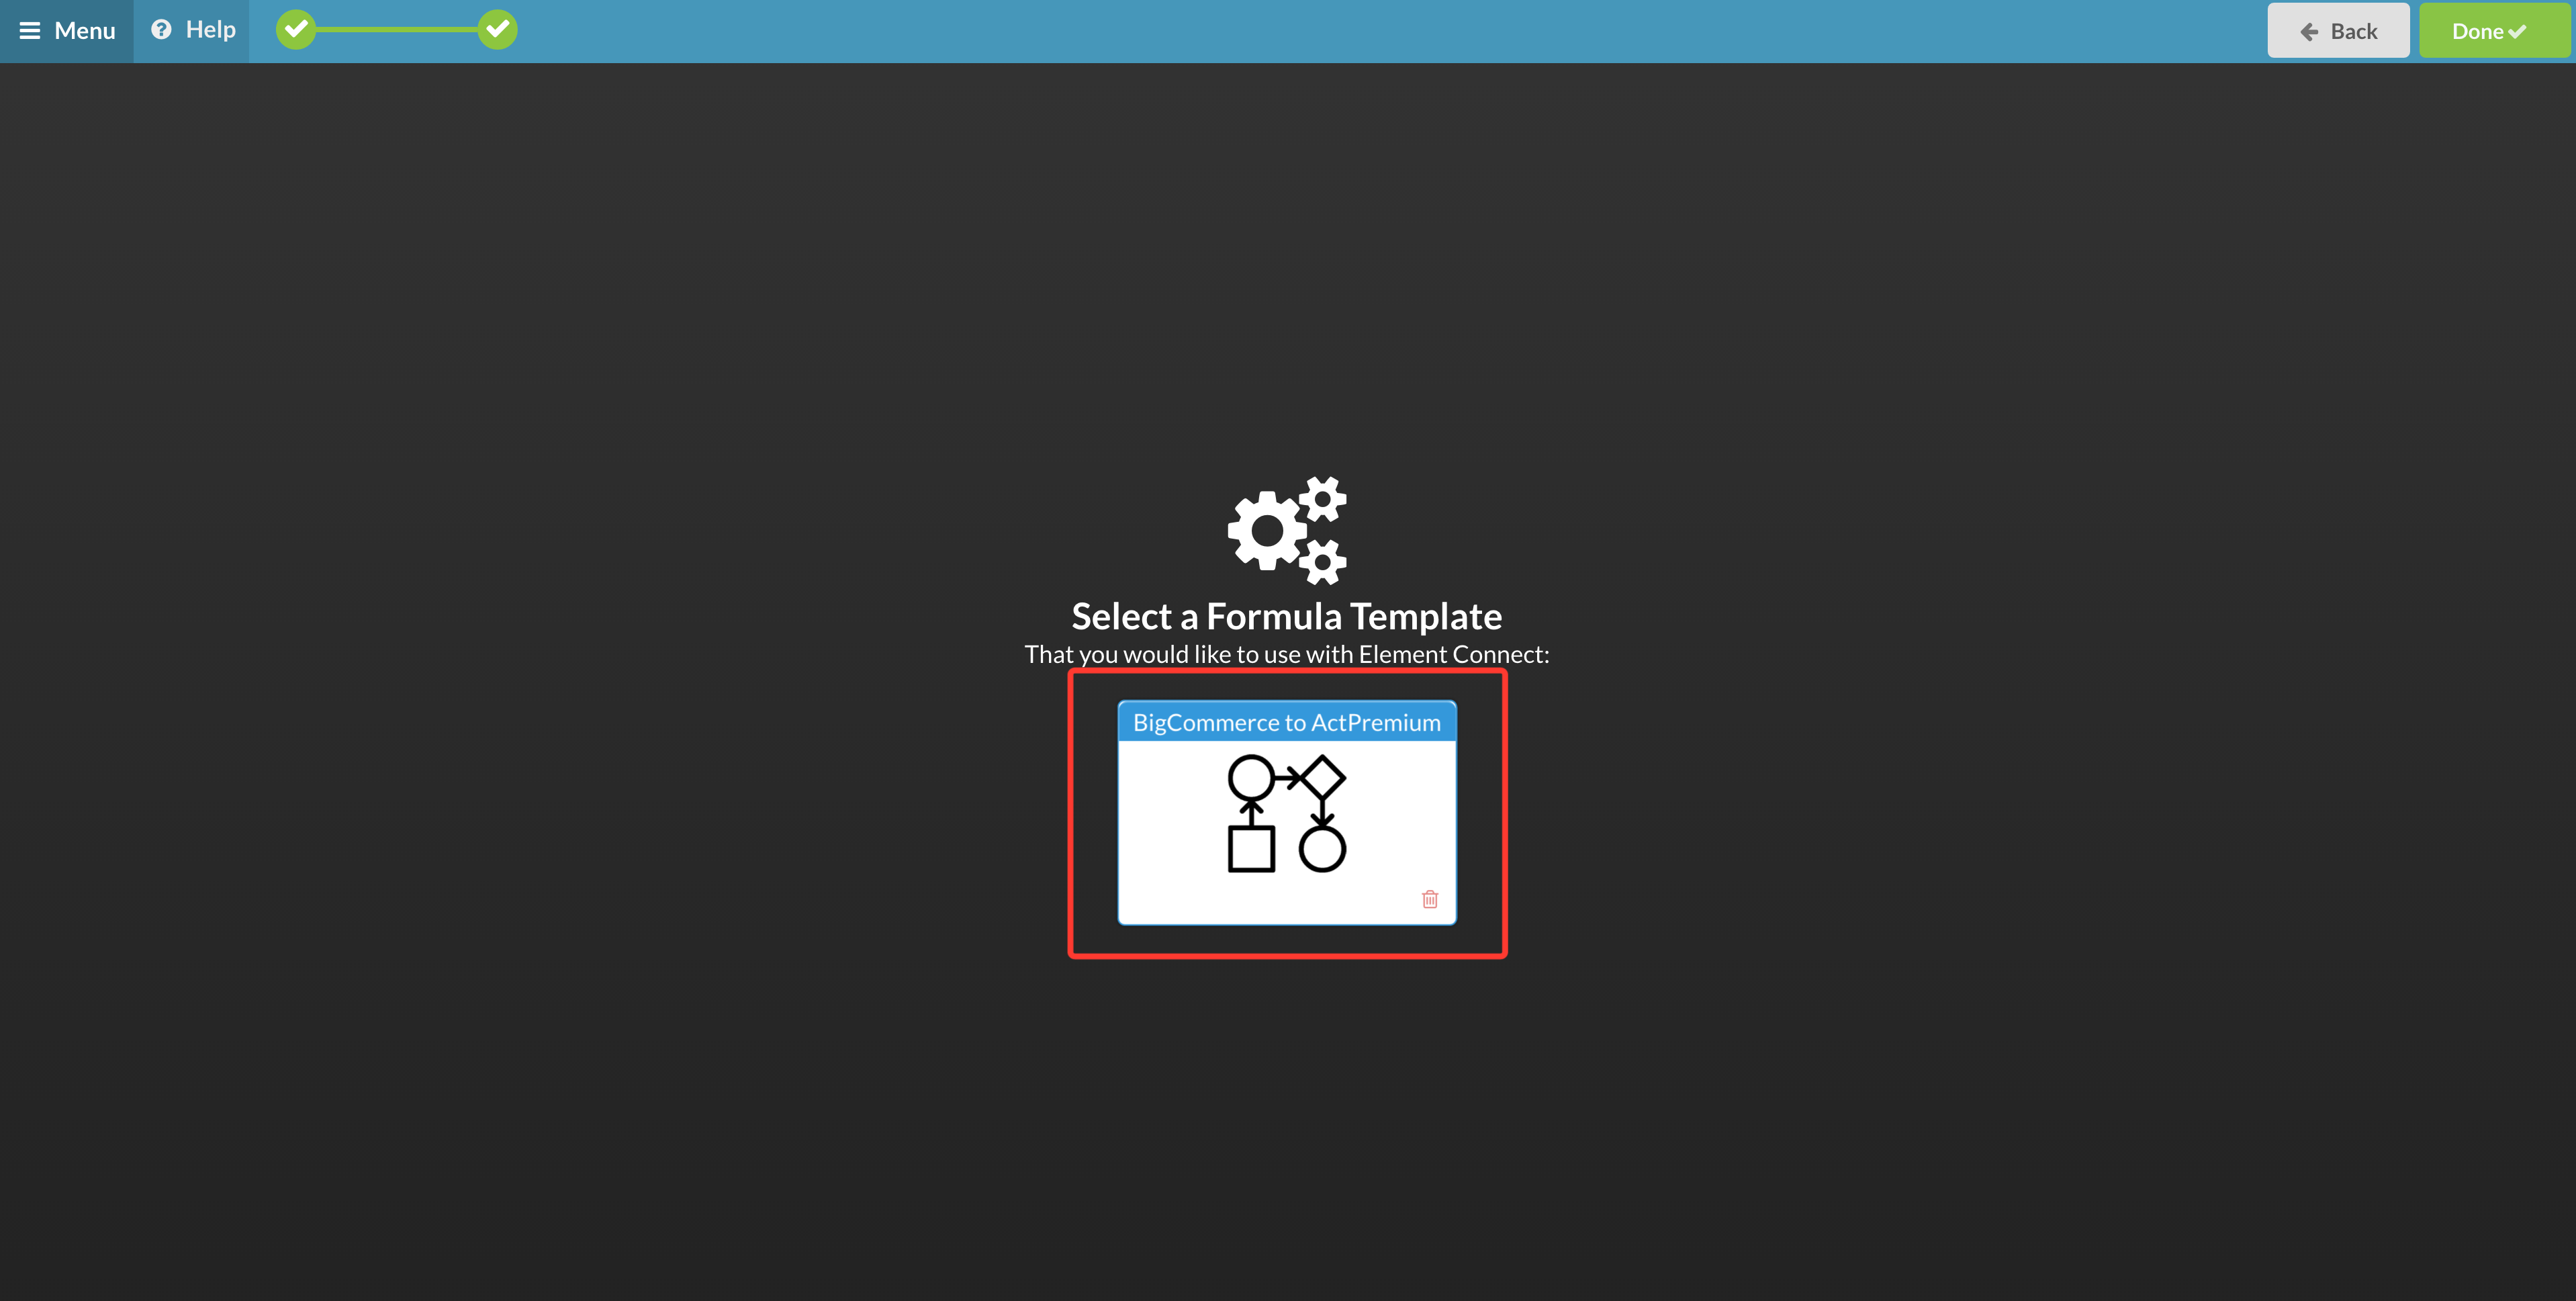 Menu
Help
Back
Done
Select a Formula Template
That you would like to use with Element Connect:
BigCommerce to ActPremium